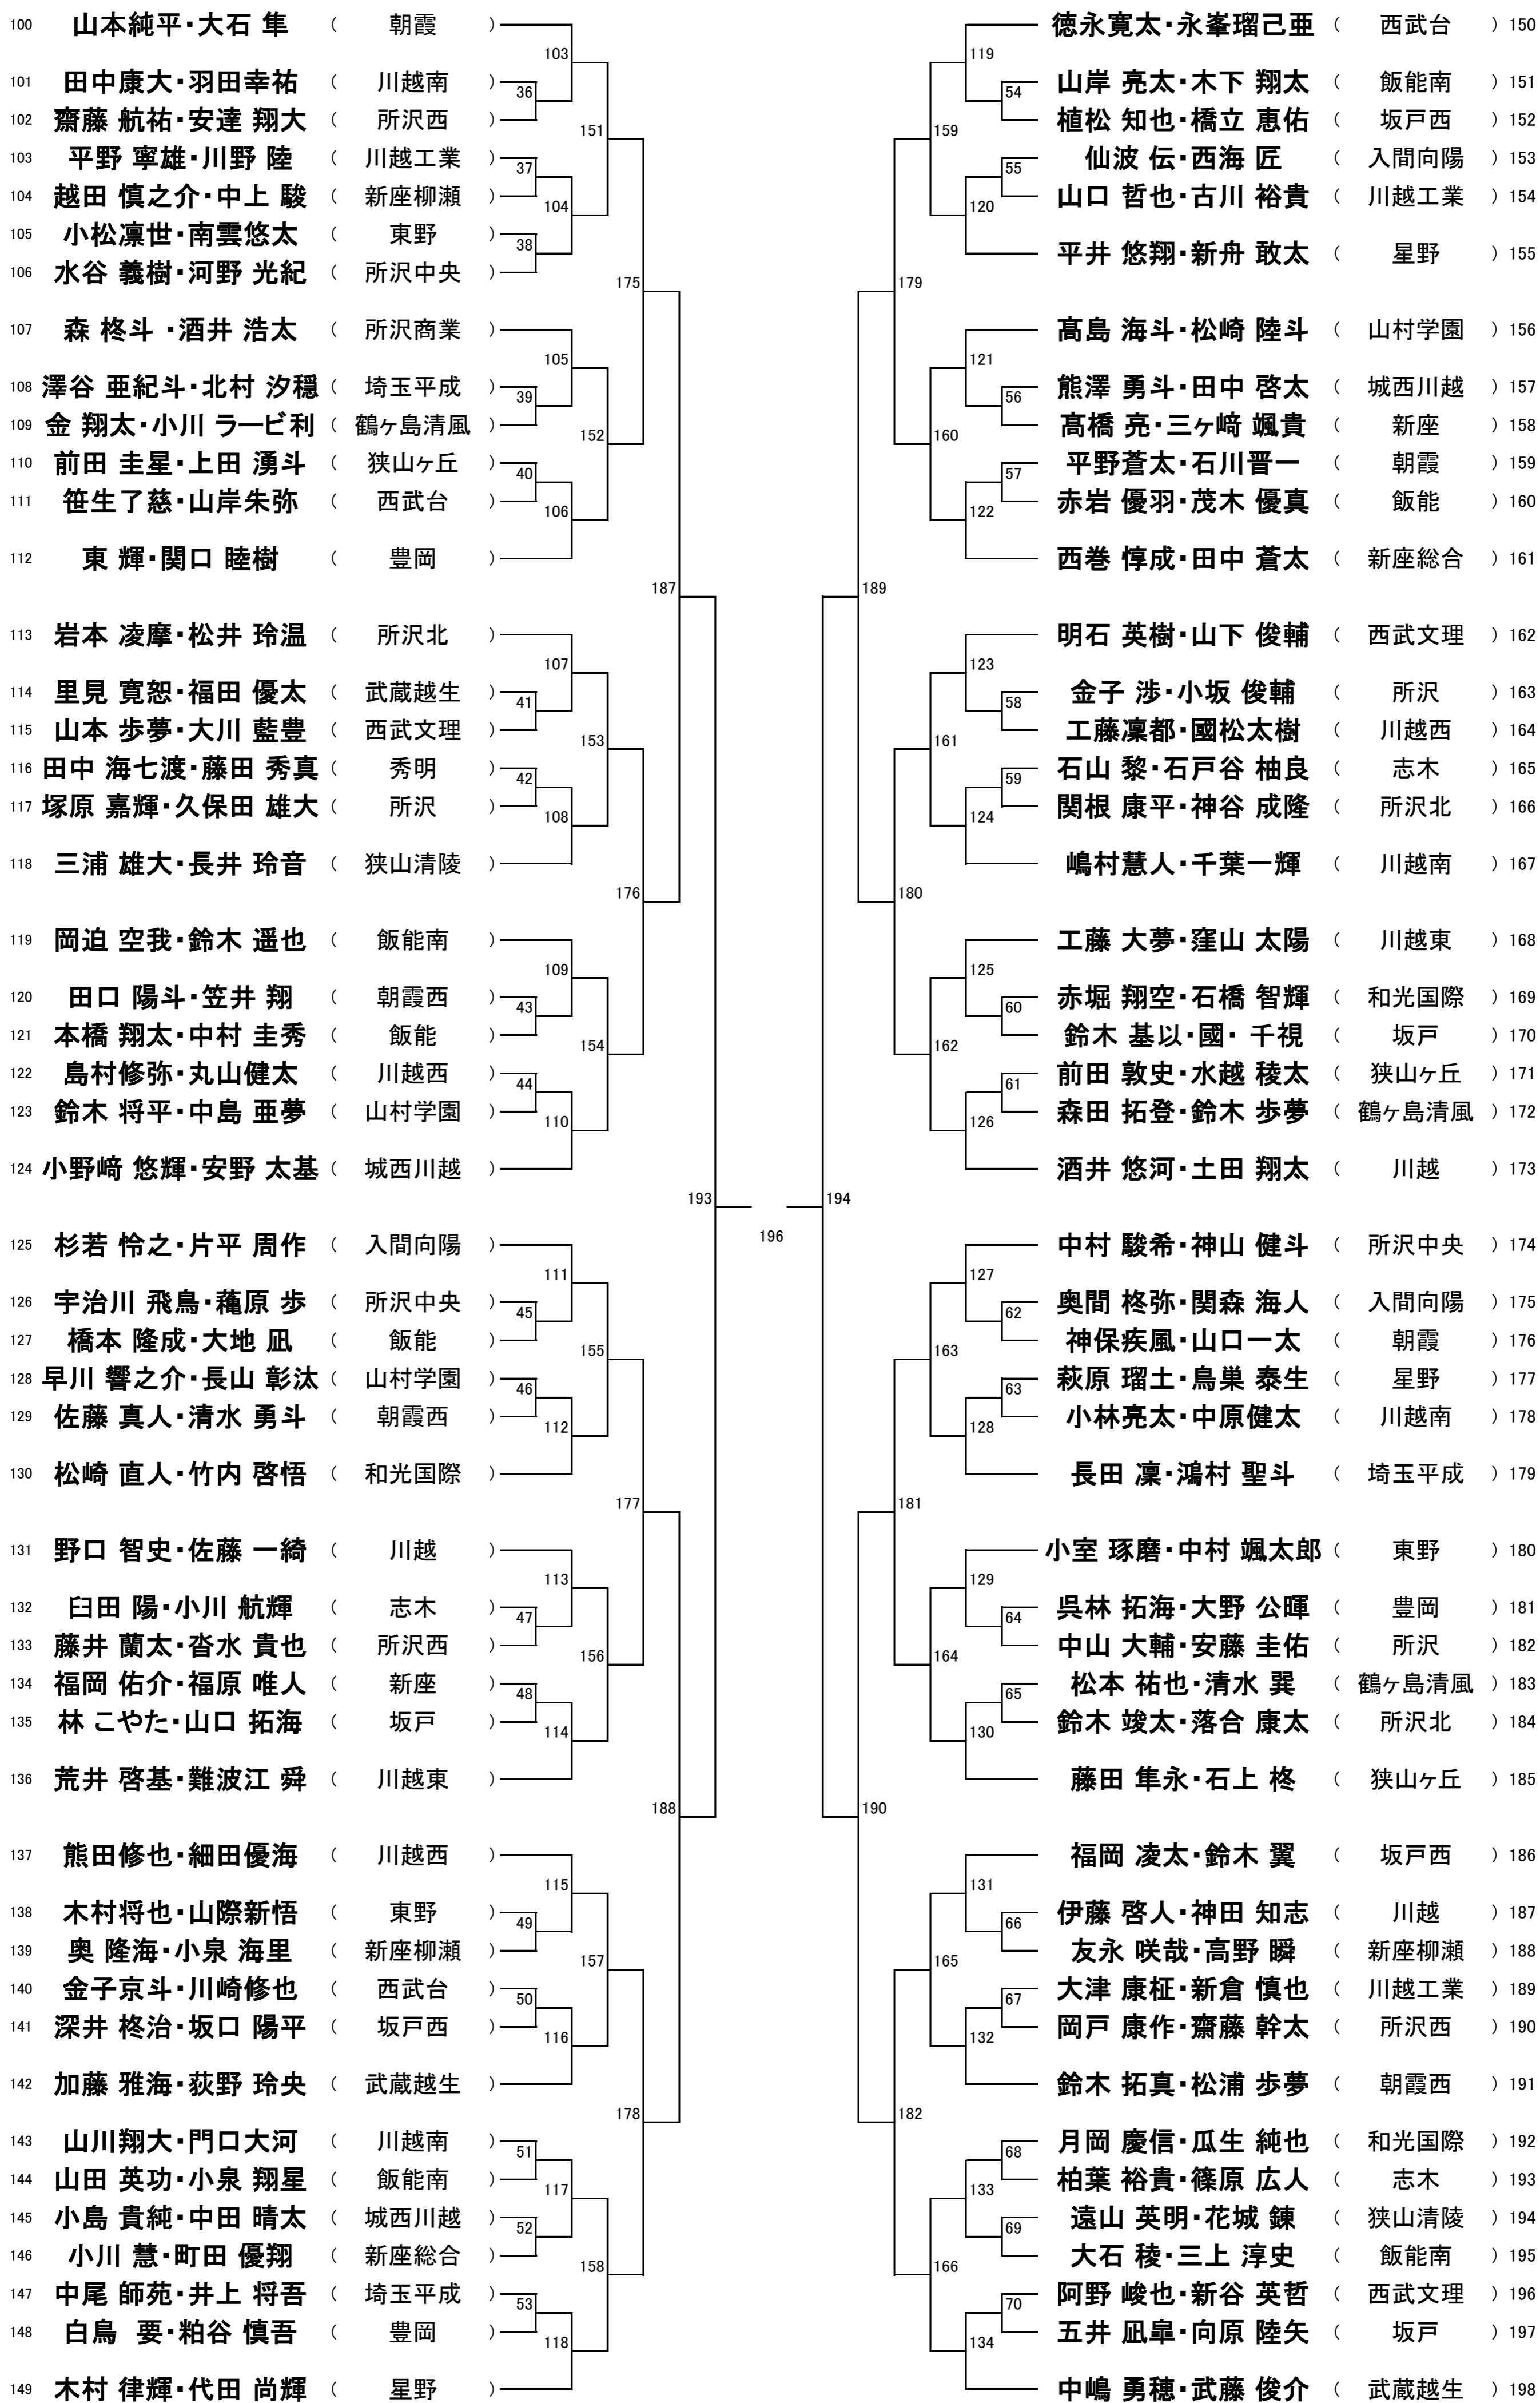 100 山本純平・大石 隼 ( 朝霞 )
101 田中康大・羽田幸祐 ( 川越南 )
102 齋藤 航祐・安達 翔大 ( 所沢西 )
103 平野 寧雄・川野 陸 ( 川越工業 )
104 越田 慎之介・中上 駿 ( 新座柳瀬 )
105 小松凛世・南雲悠太 ( 東野 )
106 水谷 義樹・河野 光紀 ( 所沢中央 )
107 森 柊斗 ・酒井 浩太 ( 所沢商業 )
108 澤谷 亜紀斗・北村 汐穏 ( 埼玉平成 )
109 金 翔太・小川 ラービ利 ( 鶴ヶ島清風 )
110 前田 圭星・上田 湧斗 ( 狭山ヶ丘 )
111 笹生了慈・山岸朱弥 ( 西武台 )
112 東 輝・関口 睦樹 ( 豊岡 )
113 岩本 凌摩・松井 玲温 ( 所沢北 )
114 里見 寛恕・福田 優太 ( 武蔵越生 )
115 山本 歩夢・大川 藍豊 ( 西武文理 )
116 田中 海七渡・藤田 秀真 ( 秀明 )
117 塚原 嘉輝・久保田 雄大 ( 所沢 )
118 三浦 雄大・長井 玲音 ( 狭山清陵 )
119 岡迫 空我・鈴木 遥也 ( 飯能南 )
120 田口 陽斗・笠井 翔 ( 朝霞西 )
121 本橋 翔太・中村 圭秀 ( 飯能 )
122 島村修弥・丸山健太 ( 川越西 )
123 鈴木 将平・中島 亜夢 ( 山村学園 )
124 小野﨑 悠輝・安野 太基 ( 城西川越 )
125 杉若 怜之・片平 周作 ( 入間向陽 )
126 宇治川 飛鳥・蘒原 歩 ( 所沢中央 )
127 橋本 隆成・大地 凪 ( 飯能 )
128 早川 響之介・長山 彰汰 ( 山村学園 )
129 佐藤 真人・清水 勇斗 ( 朝霞西 )
130 松崎 直人・竹内 啓悟 ( 和光国際 )
131 野口 智史・佐藤 一綺 ( 川越 )
132 臼田 陽・小川 航輝 ( 志木 )
133 藤井 蘭太・沓水 貴也 ( 所沢西 )
134 福岡 佑介・福原 唯人 ( 新座 )
135 林 こやた・山口 拓海 ( 坂戸 )
136 荒井 啓基・難波江 舜 ( 川越東 )
137 熊田修也・細田優海 ( 川越西 )
138 木村将也・山際新悟 ( 東野 )
139 奥 隆海・小泉 海里 ( 新座柳瀬 )
140 金子京斗・川崎修也 ( 西武台 )
141 深井 柊治・坂口 陽平 ( 坂戸西 )
142 加藤 雅海・荻野 玲央 ( 武蔵越生 )
143 山川翔大・門口大河 ( 川越南 )
144 山田 英功・小泉 翔星 ( 飯能南 )
145 小島 貴純・中田 晴太 ( 城西川越 )
146 小川 慧・町田 優翔 ( 新座総合 )
147 中尾 師苑・井上 将吾 ( 埼玉平成 )
148 白鳥 要・粕谷 慎吾 ( 豊岡 )
149 木村 律輝・代田 尚輝 ( 星野 )
36
37
38
39
40
41
42
43
44
45
46
47
48
49
50
51
52
53
103
104
105
106
107
108
109
110
111
112
113
114
115
116
117
118
151
152
153
154
155
156
157
158
175
176
177
178
187
188
193
196
194
189
190
179
180
181
182
159
160
161
162
163
164
165
166
119
120
121
122
123
124
125
126
127
128
129
130
131
132
133
134
54
55
56
57
58
59
60
61
62
63
64
65
66
67
68
69
70
徳永寛太・永峯瑠己亜 ( 西武台 ) 150
山岸 亮太・木下 翔太 ( 飯能南 ) 151
植松 知也・橋立 恵佑 ( 坂戸西 ) 152
仙波 伝・西海 匠 ( 入間向陽 ) 153
山口 哲也・古川 裕貴 ( 川越工業 ) 154
平井 悠翔・新舟 敢太 ( 星野 ) 155
髙島 海斗・松崎 陸斗 ( 山村学園 ) 156
熊澤 勇斗・田中 啓太 ( 城西川越 ) 157
髙橋 亮・三ヶ﨑 颯貴 ( 新座 ) 158
平野蒼太・石川晋一 ( 朝霞 ) 159
赤岩 優羽・茂木 優真 ( 飯能 ) 160
西巻 惇成・田中 蒼太 ( 新座総合 ) 161
明石 英樹・山下 俊輔 ( 西武文理 ) 162
金子 渉・小坂 俊輔 ( 所沢 ) 163
工藤凜都・國松太樹 ( 川越西 ) 164
石山 黎・石戸谷 柚良 ( 志木 ) 165
関根 康平・神谷 成隆 ( 所沢北 ) 166
嶋村慧人・千葉一輝 ( 川越南 ) 167
工藤 大夢・窪山 太陽 ( 川越東 ) 168
赤堀 翔空・石橋 智輝 ( 和光国際 ) 169
鈴木 基以・國・ 千視 ( 坂戸 ) 170
前田 敦史・水越 稜太 ( 狭山ヶ丘 ) 171
森田 拓登・鈴木 歩夢 ( 鶴ヶ島清風 ) 172
酒井 悠河・土田 翔太 ( 川越 ) 173
中村 駿希・神山 健斗 ( 所沢中央 ) 174
奥間 柊弥・関森 海人 ( 入間向陽 ) 175
神保疾風・山口一太 ( 朝霞 ) 176
萩原 瑠土・鳥巣 泰生 ( 星野 ) 177
小林亮太・中原健太 ( 川越南 ) 178
長田 凜・鴻村 聖斗 ( 埼玉平成 ) 179
小室 琢磨・中村 颯太郎 ( 東野 ) 180
呉林 拓海・大野 公暉 ( 豊岡 ) 181
中山 大輔・安藤 圭佑 ( 所沢 ) 182
松本 祐也・清水 巽 ( 鶴ヶ島清風 ) 183
鈴木 竣太・落合 康太 ( 所沢北 ) 184
藤田 隼永・石上 柊 ( 狭山ヶ丘 ) 185
福岡 凌太・鈴木 翼 ( 坂戸西 ) 186
伊藤 啓人・神田 知志 ( 川越 ) 187
友永 咲哉・高野 瞬 ( 新座柳瀬 ) 188
大津 康柾・新倉 慎也 ( 川越工業 ) 189
岡戸 康作・齋藤 幹太 ( 所沢西 ) 190
鈴木 拓真・松浦 歩夢 ( 朝霞西 ) 191
月岡 慶信・瓜生 純也 ( 和光国際 ) 192
柏葉 裕貴・篠原 広人 ( 志木 ) 193
遠山 英明・花城 錬 ( 狭山清陵 ) 194
大石 稜・三上 淳史 ( 飯能南 ) 195
阿野 峻也・新谷 英哲 ( 西武文理 ) 196
五井 凪皐・向原 陸矢 ( 坂戸 ) 197
中嶋 勇穂・武藤 俊介 ( 武蔵越生 ) 198